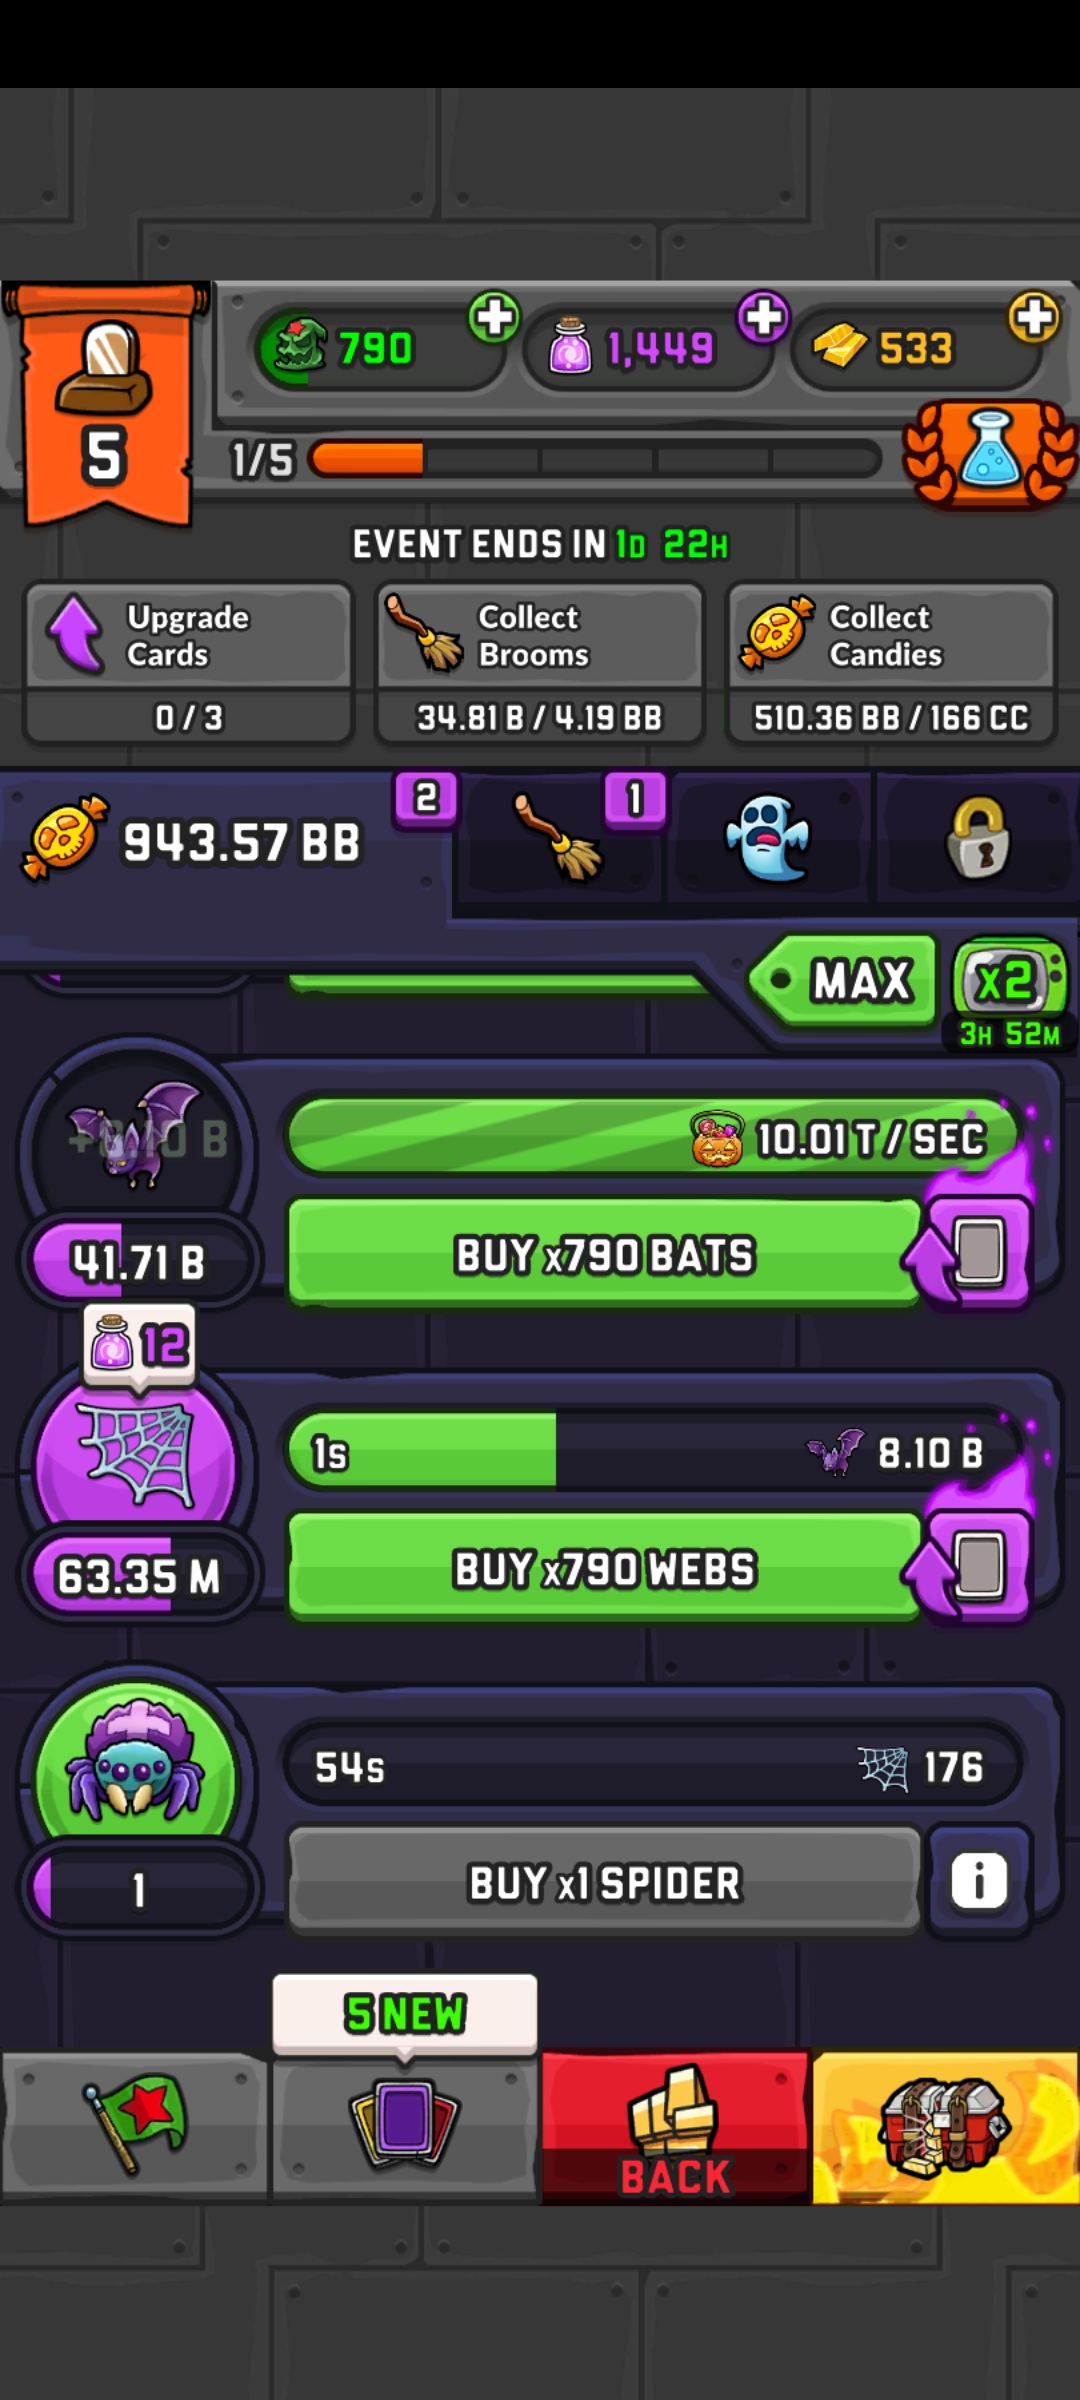 790
1,449
533
5
1/5
EVENT ENDS IN 1D 22H
Upgrade
Cards
0 / 3
Collect
Brooms
34.81 B / 4.19 BB
Collect
Candies
510.36 BB / 166 CC
943.57 BB
2
1
MAX
x2
3H 52M
10.01 T / SEC
41.71 B
BUY x790 BATS
12
1s
8.10 B
63.35 M
BUY x790 WEBS
54s
176
1
BUY x1 SPIDER
i
5 NEW
BACK